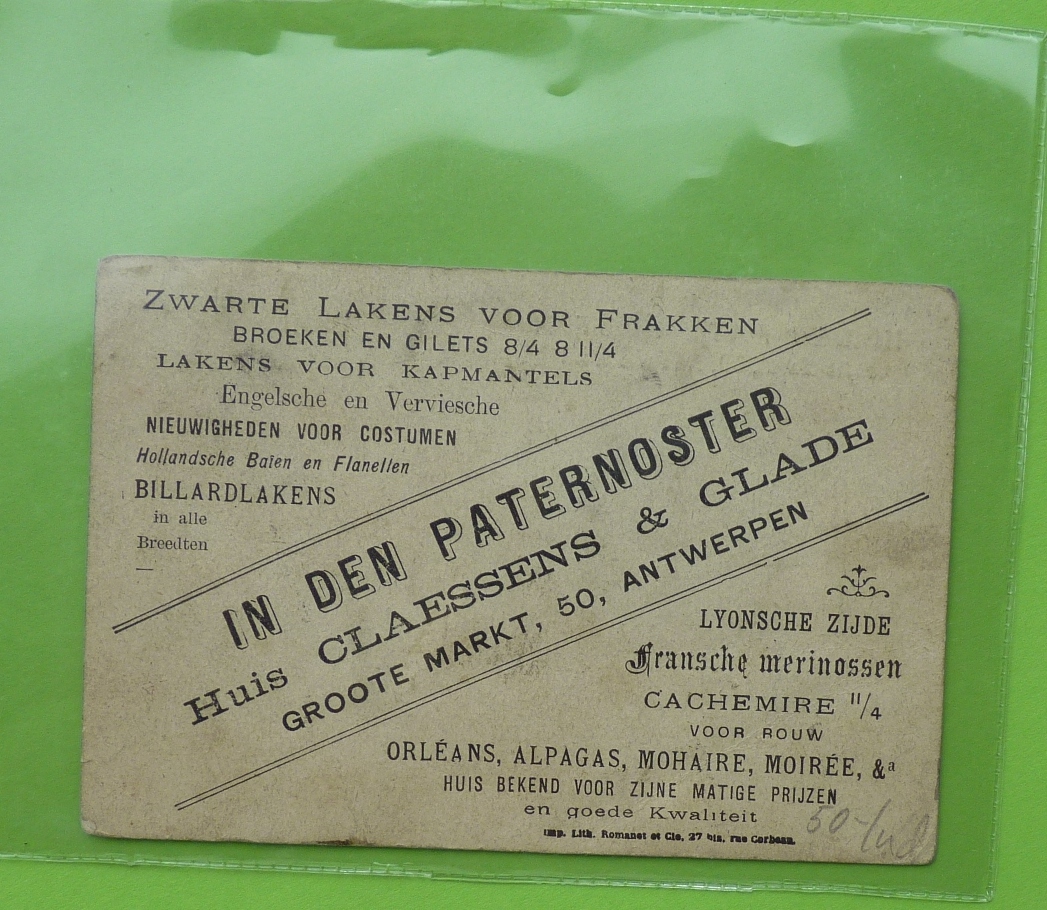 Zwarte Lakens voor Frakken
BROEKEN EN GILETS 8/4 8 11/4
LAKENS VOOR KAPMANTELS
Engelsche en Verviesche
NIEUWIGHEDEN VOOR COSTUMEN
Hollandsche Baïen en Flanellen
BILLARDLAKENS
in alle
Breedten
IN DEN PATERNOSTER
Huis CLAESSENS & GLADE
GROOTE MARKT, 50, ANTWERPEN
LYONSCHE ZIJDE
Fransche merinossen
CACHEMIRE 11/4
VOOR ROUW
ORLÉANS, ALPAGAS, MOHAIRE, MOIRÉE, &a
HUIS BEKEND VOOR ZIJNE MATIGE PRIJZEN
en goede Kwaliteit
Imp. Lith. Romanet et Cie, 27 bis, rue Corbeau.
50